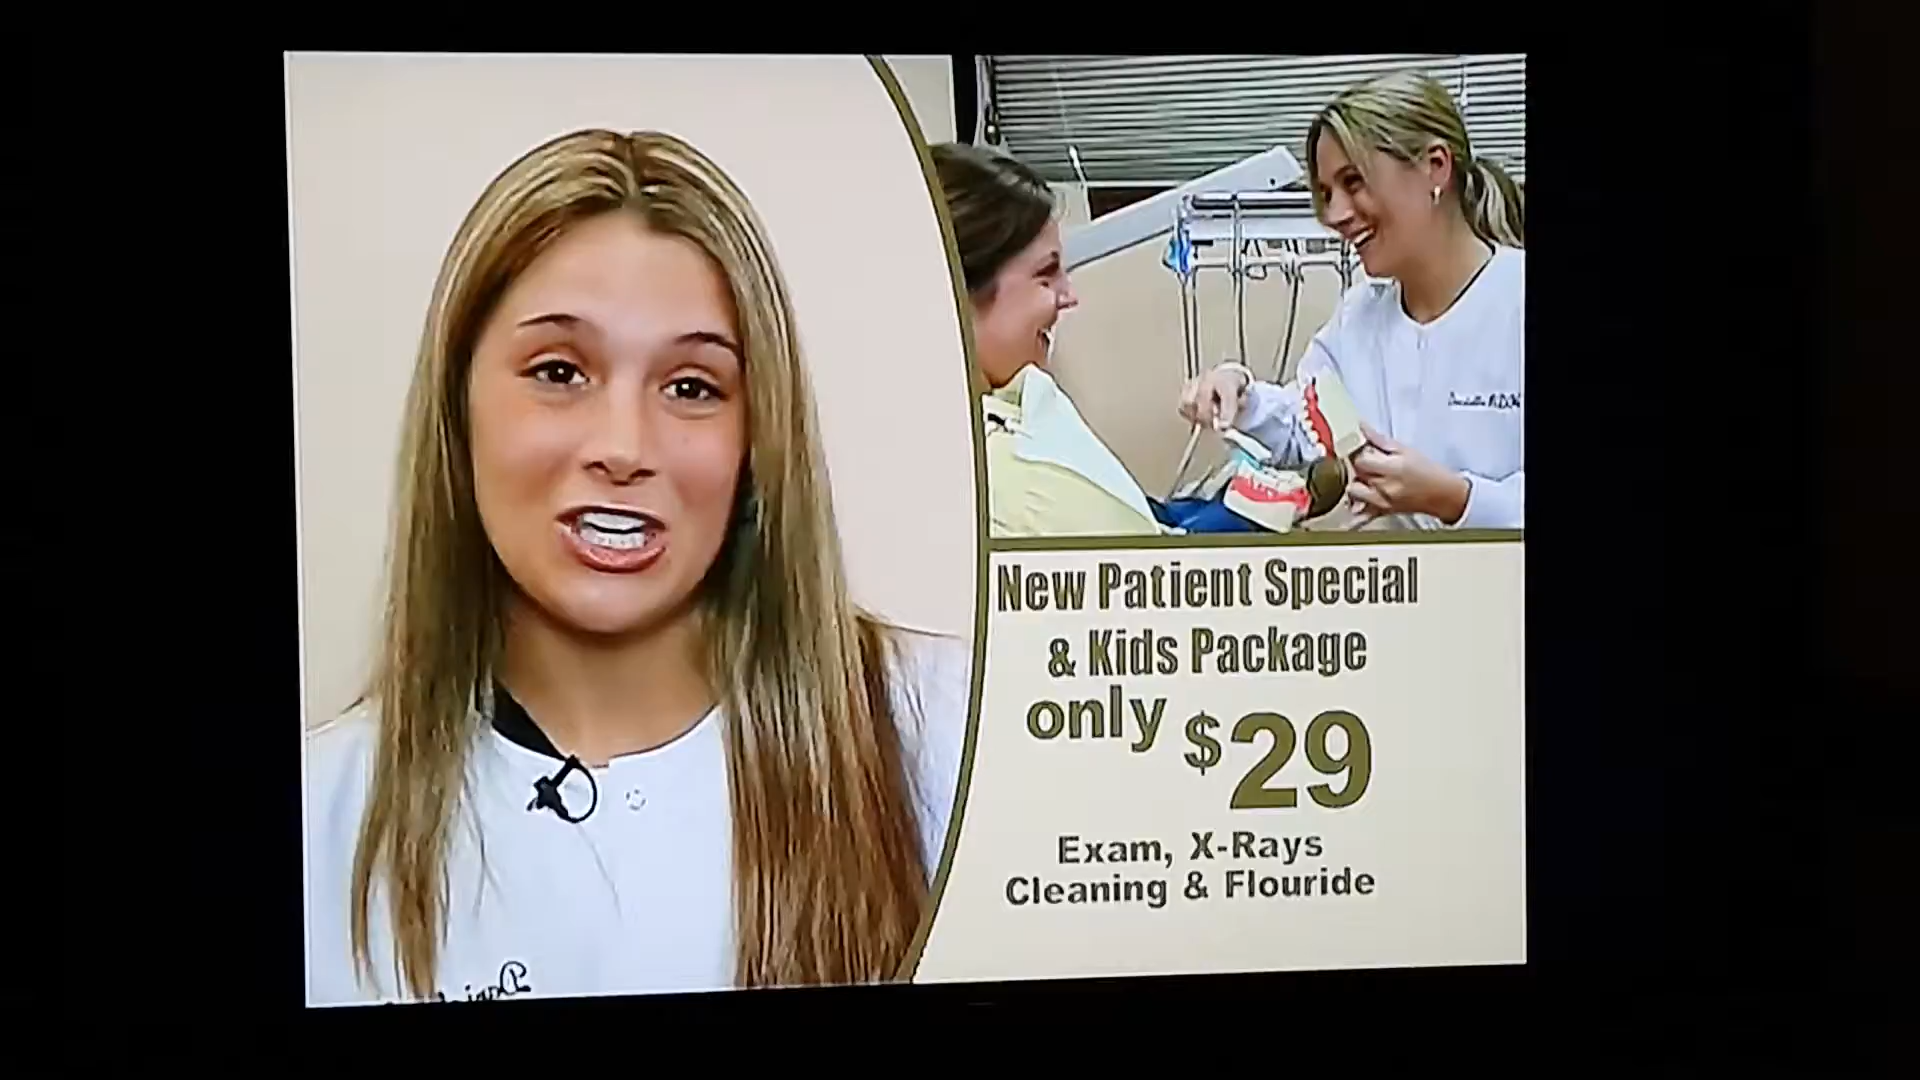 New Patient Special
& Kids Package
only $29
Exam, X-Rays
Cleaning & Flouride